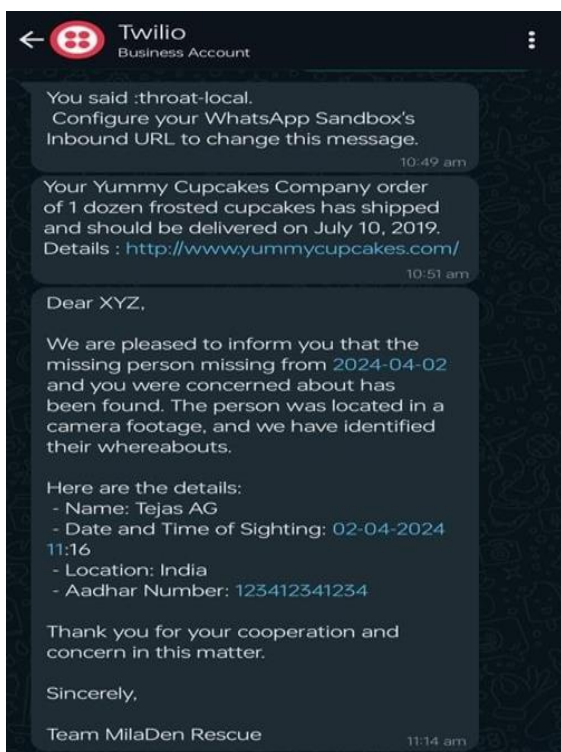 Twilio
Business Account
You said :throat-local.
Configure your WhatsApp Sandbox's
Inbound URL to change this message.
10:49 am
Your Yummy Cupcakes Company order
of 1 dozen frosted cupcakes has shipped
and should be delivered on July 10, 2019.
Details : http://www.yummycupcakes.com/
10:51 am
Dear XYZ,
We are pleased to inform you that the
missing person missing from 2024-04-02
and you were concerned about has
been found. The person was located in a
camera footage, and we have identified
their whereabouts.
Here are the details:
- Name: Tejas AG
- Date and Time of Sighting: 02-04-2024
11:16
- Location: India
- Aadhar Number: 123412341234
Thank you for your cooperation and
concern in this matter.
Sincerely,
Team MilaDen Rescue
11:14 am